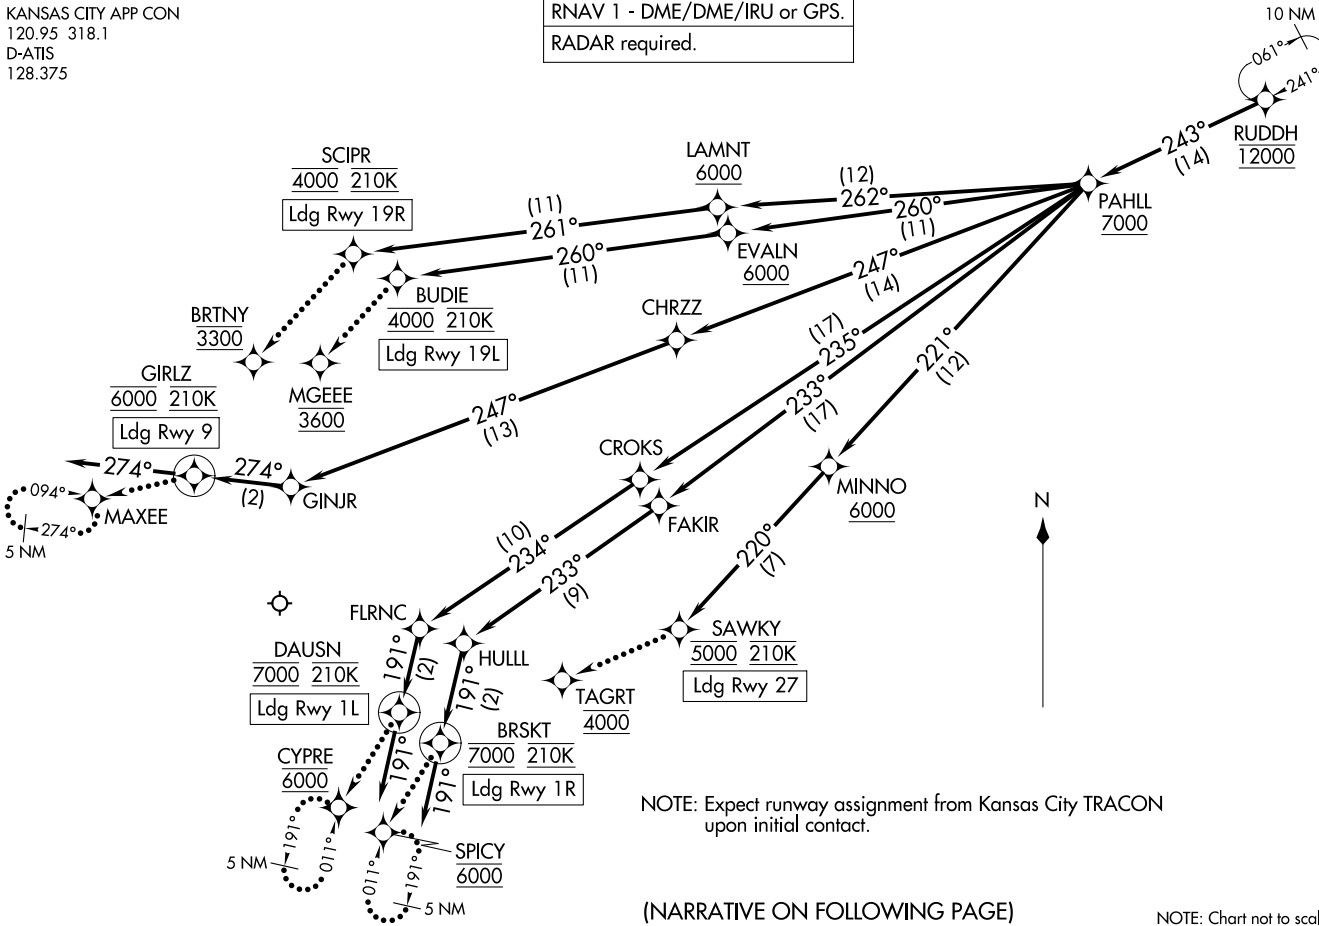 KANSAS CITY APP CON
120.95 318.1
D-ATIS
128.375
RNAV 1 - DME/DME/IRU or GPS.
RADAR required.
10 NM
061°
241°
RUDDH
12000
243°
(14)
PAHLL
7000
LAMNT
6000
(12)
262°
260°
(11)
EVALN
6000
SCIPR
4000 210K
Ldg Rwy 19R
(11)
261°
260°
(11)
BUDIE
4000 210K
Ldg Rwy 19L
BRTNY
3300
MGEEE
3600
247°
(14)
CHRZZ
247°
(13)
GIRLZ
6000 210K
Ldg Rwy 9
274°
274°
(2)
GINJR
094°
274°
MAXEE
5 NM
(17)
235°
233°
(17)
221°
(12)
CROKS
FAKIR
MINNO
6000
N
(10)
234°
233°
(9)
220°
(7)
FLRNC
HULLL
SAWKY
5000 210K
Ldg Rwy 27
TAGRT
4000
191°
(2)
191°
(2)
DAUSN
7000 210K
Ldg Rwy 1L
BRSKT
7000 210K
Ldg Rwy 1R
191°
191°
CYPRE
6000
191°
011°
5 NM
SPICY
6000
011°
191°
5 NM
NOTE: Expect runway assignment from Kansas City TRACON
upon initial contact.
(NARRATIVE ON FOLLOWING PAGE)
NOTE: Chart not to scal